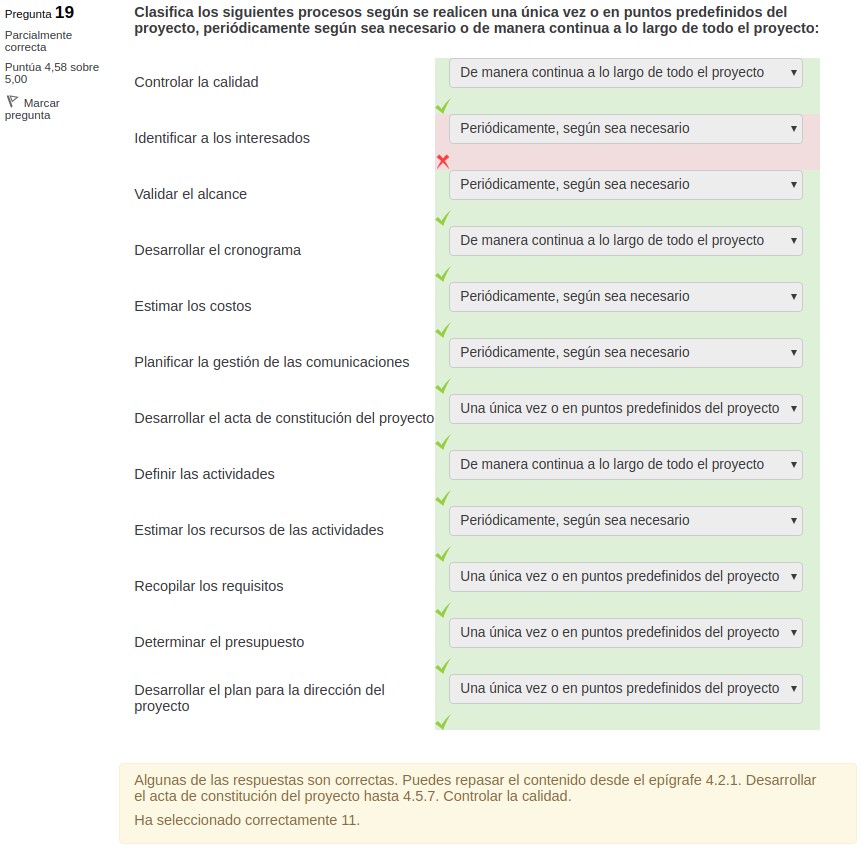 Pregunta 19
Parcialmente
correcta
Puntúa 4,58 sobre
5,00
Marcar
pregunta
Clasifica los siguientes procesos según se realicen una única vez o en puntos predefinidos del
proyecto, periódicamente según sea necesario o de manera continua a lo largo de todo el proyecto:
Controlar la calidad
De manera continua a lo largo de todo el proyecto
Identificar a los interesados
Periódicamente, según sea necesario
Validar el alcance
Periódicamente, según sea necesario
Desarrollar el cronograma
De manera continua a lo largo de todo el proyecto
Estimar los costos
Periódicamente, según sea necesario
Planificar la gestión de las comunicaciones
Periódicamente, según sea necesario
Desarrollar el acta de constitución del proyecto
Una única vez o en puntos predefinidos del proyecto
Definir las actividades
De manera continua a lo largo de todo el proyecto
Estimar los recursos de las actividades
Periódicamente, según sea necesario
Recopilar los requisitos
Una única vez o en puntos predefinidos del proyecto
Determinar el presupuesto
Una única vez o en puntos predefinidos del proyecto
Desarrollar el plan para la dirección del
proyecto
Una única vez o en puntos predefinidos del proyecto
Algunas de las respuestas son correctas. Puedes repasar el contenido desde el epígrafe 4.2.1. Desarrollar
el acta de constitución del proyecto hasta 4.5.7. Controlar la calidad.
Ha seleccionado correctamente 11.